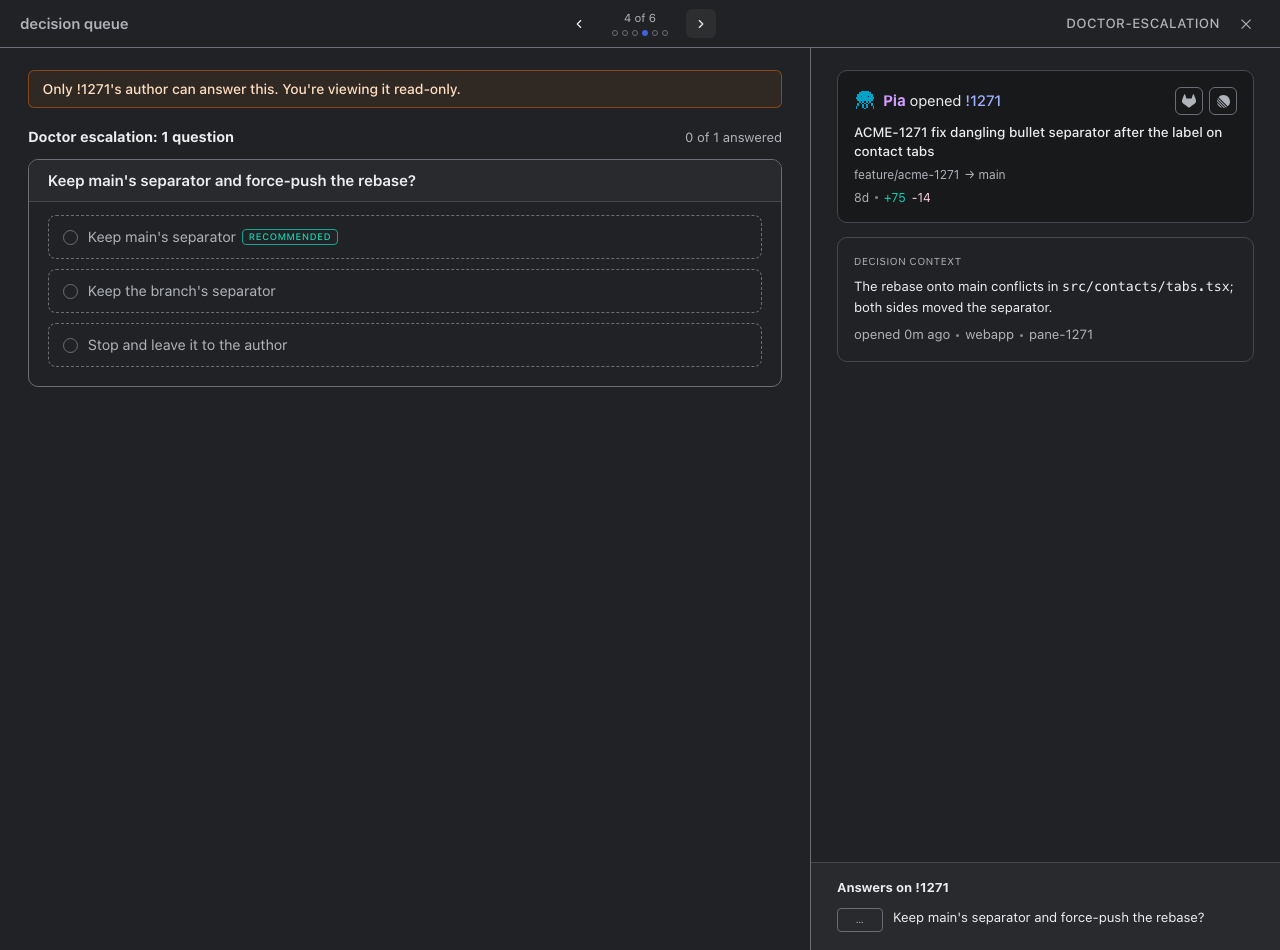 decision queue
4 of 6
DOCTOR-ESCALATION
Only !1271's author can answer this. You're viewing it read-only.
Doctor escalation: 1 question
0 of 1 answered
Keep main's separator and force-push the rebase?
Keep main's separator RECOMMENDED
Keep the branch's separator
Stop and leave it to the author
Pia opened !1271
ACME-1271 fix dangling bullet separator after the label on
contact tabs
feature/acme-1271 → main
8d • +75 -14
DECISION CONTEXT
The rebase onto main conflicts in src/contacts/tabs.tsx;
both sides moved the separator.
opened 0m ago • webapp • pane-1271
Answers on !1271
... Keep main's separator and force-push the rebase?